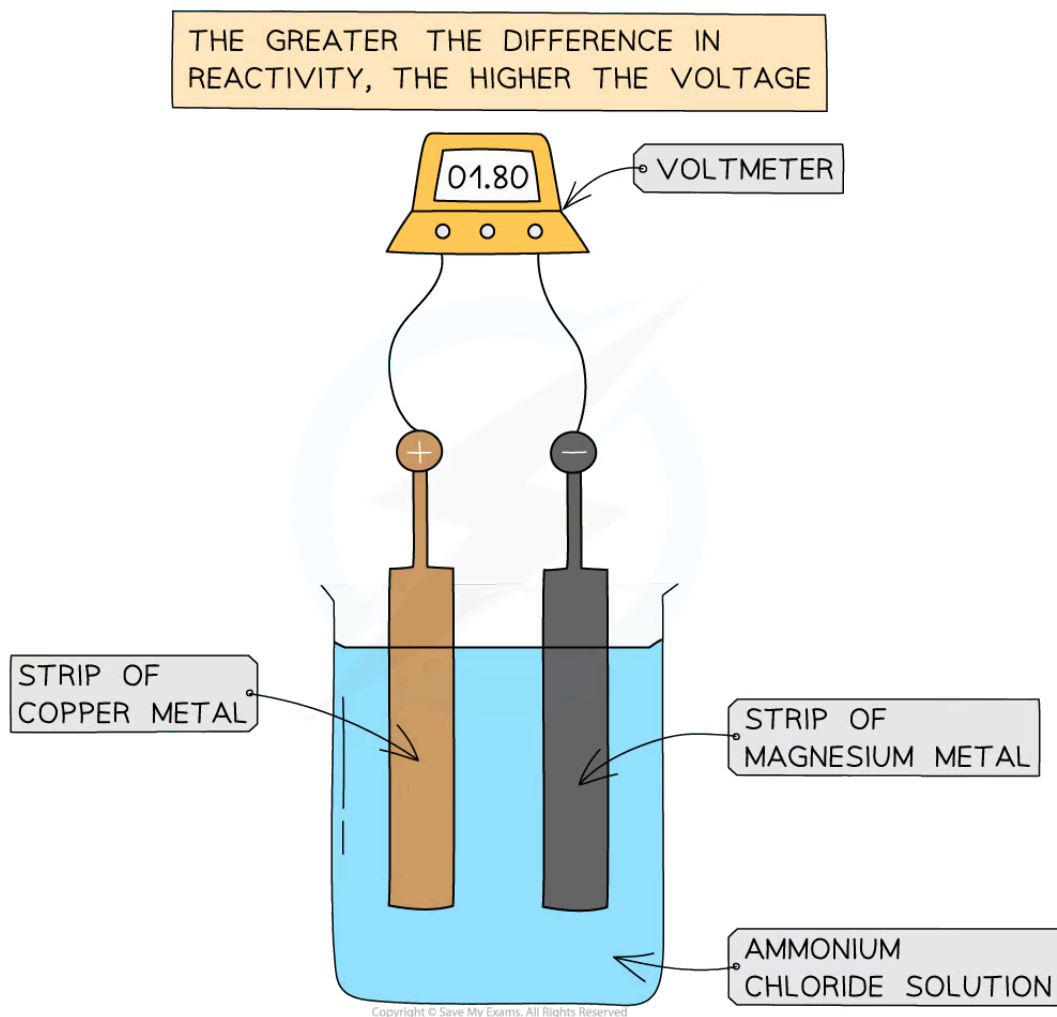 THE GREATER THE DIFFERENCE IN
REACTIVITY, THE HIGHER THE VOLTAGE
01.80
VOLTMETER
+
−
STRIP OF
COPPER METAL
STRIP OF
MAGNESIUM METAL
AMMONIUM
CHLORIDE SOLUTION
Copyright © Save My Exams. All Rights Reserved